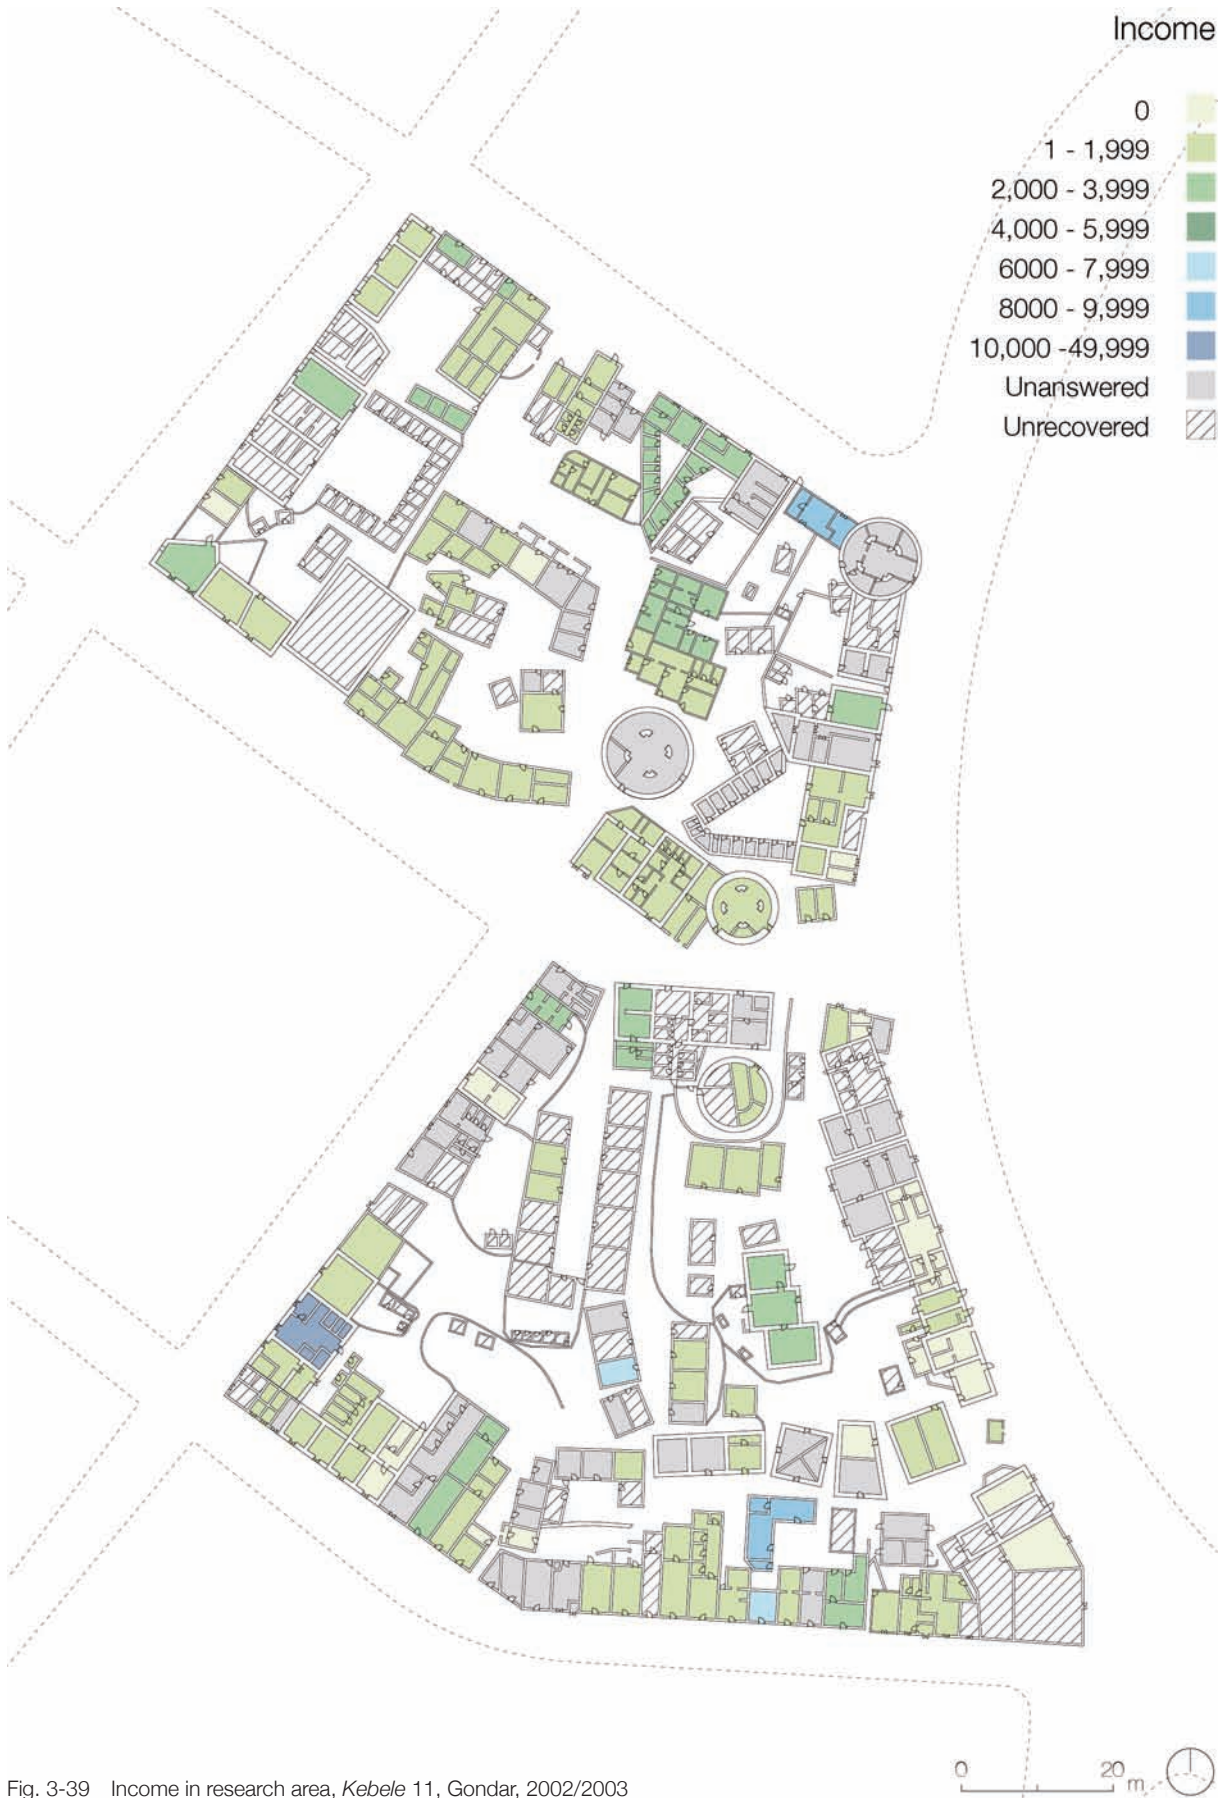 Income
0
1 - 1,999
2,000 - 3,999
4,000 - 5,999
6000 - 7,999
8000 - 9,999
10,000 -49,999
Unanswered
Unrecovered
0 20 m
Fig. 3-39 Income in research area, Kebele 11, Gondar, 2002/2003